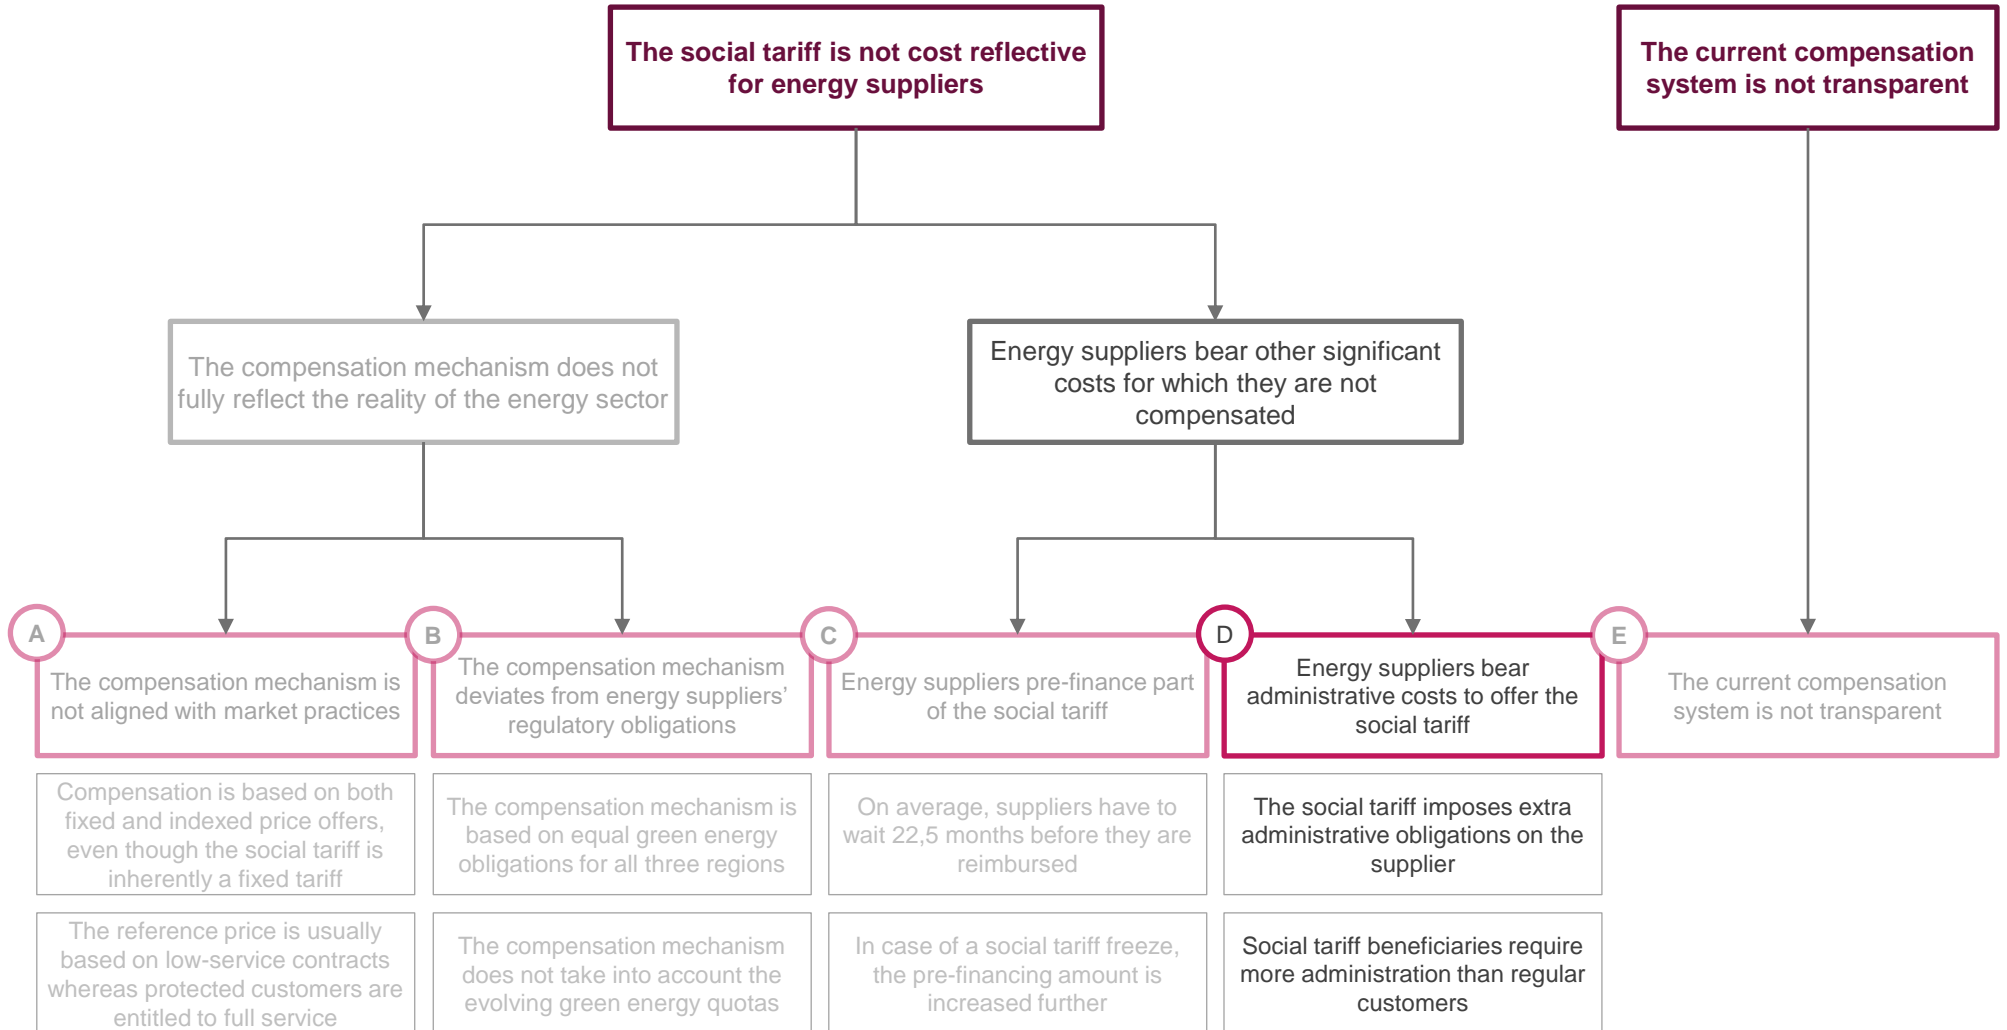 The social tariff is not cost reflective
for energy suppliers
The current compensation
system is not transparent
The compensation mechanism does not
fully reflect the reality of the energy sector
Energy suppliers bear other significant
costs for which they are not
compensated
A
The compensation mechanism is
not aligned with market practices
B
The compensation mechanism
deviates from energy suppliers’
regulatory obligations
C
Energy suppliers pre-finance part
of the social tariff
D
Energy suppliers bear
administrative costs to offer the
social tariff
E
The current compensation
system is not transparent
Compensation is based on both
fixed and indexed price offers,
even though the social tariff is
inherently a fixed tariff
The compensation mechanism is
based on equal green energy
obligations for all three regions
On average, suppliers have to
wait 22,5 months before they are
reimbursed
The social tariff imposes extra
administrative obligations on the
supplier
The reference price is usually
based on low-service contracts
whereas protected customers are
entitled to full service
The compensation mechanism
does not take into account the
evolving green energy quotas
In case of a social tariff freeze,
the pre-financing amount is
increased further
Social tariff beneficiaries require
more administration than regular
customers